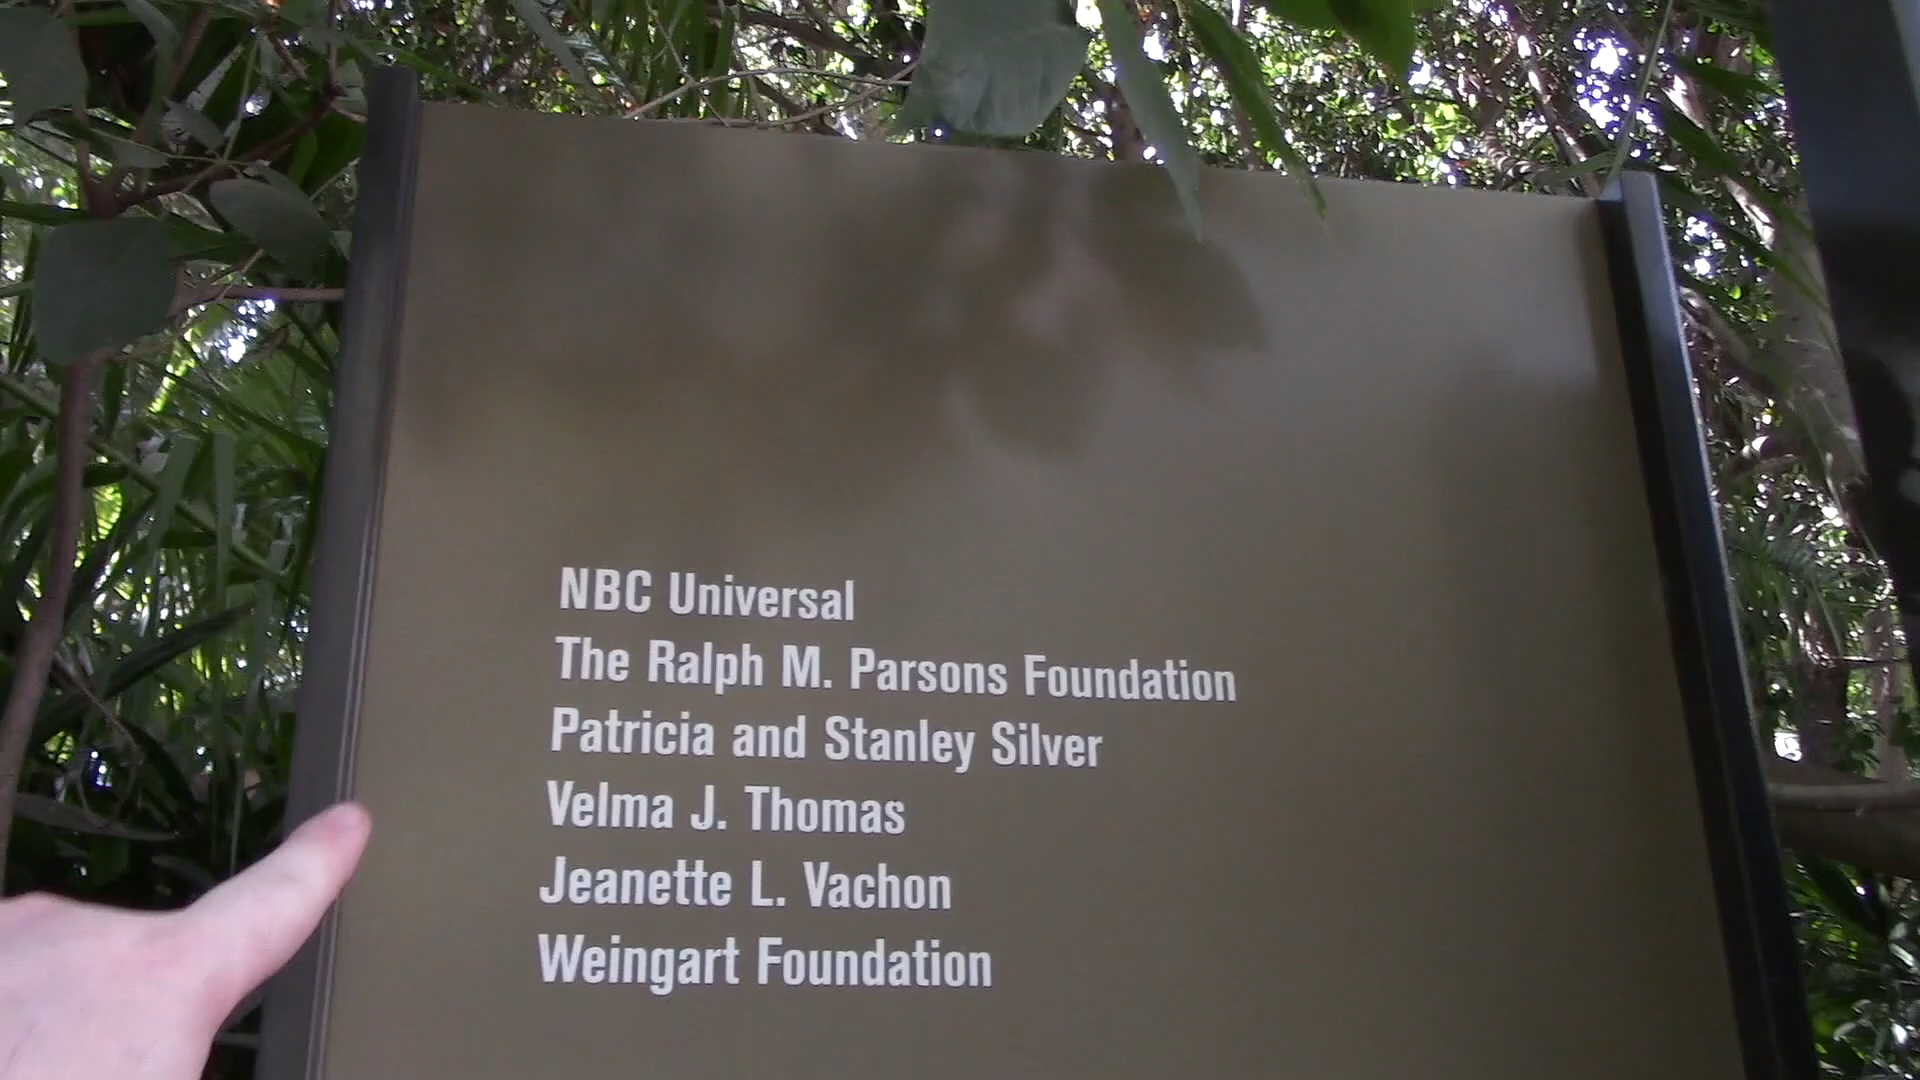 NBC Universal
The Ralph M. Parsons Foundation
Patricia and Stanley Silver
Velma J. Thomas
Jeanette L. Vachon
Weingart Foundation